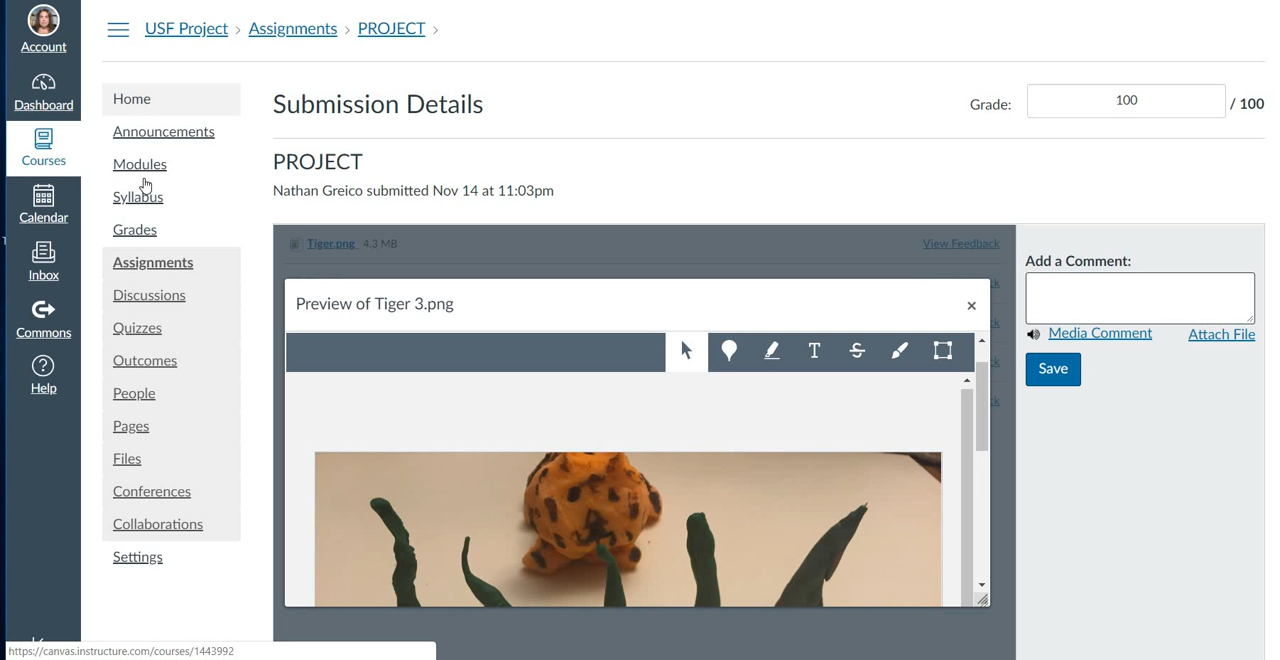 Account
Dashboard
Courses
Calendar
Inbox
Commons
Help
USF Project > Assignments > PROJECT >
Home
Announcements
Modules
Syllabus
Grades
Assignments
Discussions
Quizzes
Outcomes
People
Pages
Files
Conferences
Collaborations
Settings
Submission Details
Grade: 100 / 100
PROJECT
Nathan Greico submitted Nov 14 at 11:03pm
Tiger.png 4.3 MB View Feedback
Preview of Tiger 3.png ×
T S
Add a Comment:
Media Comment Attach File
Save
https://canvas.instructure.com/courses/1443992